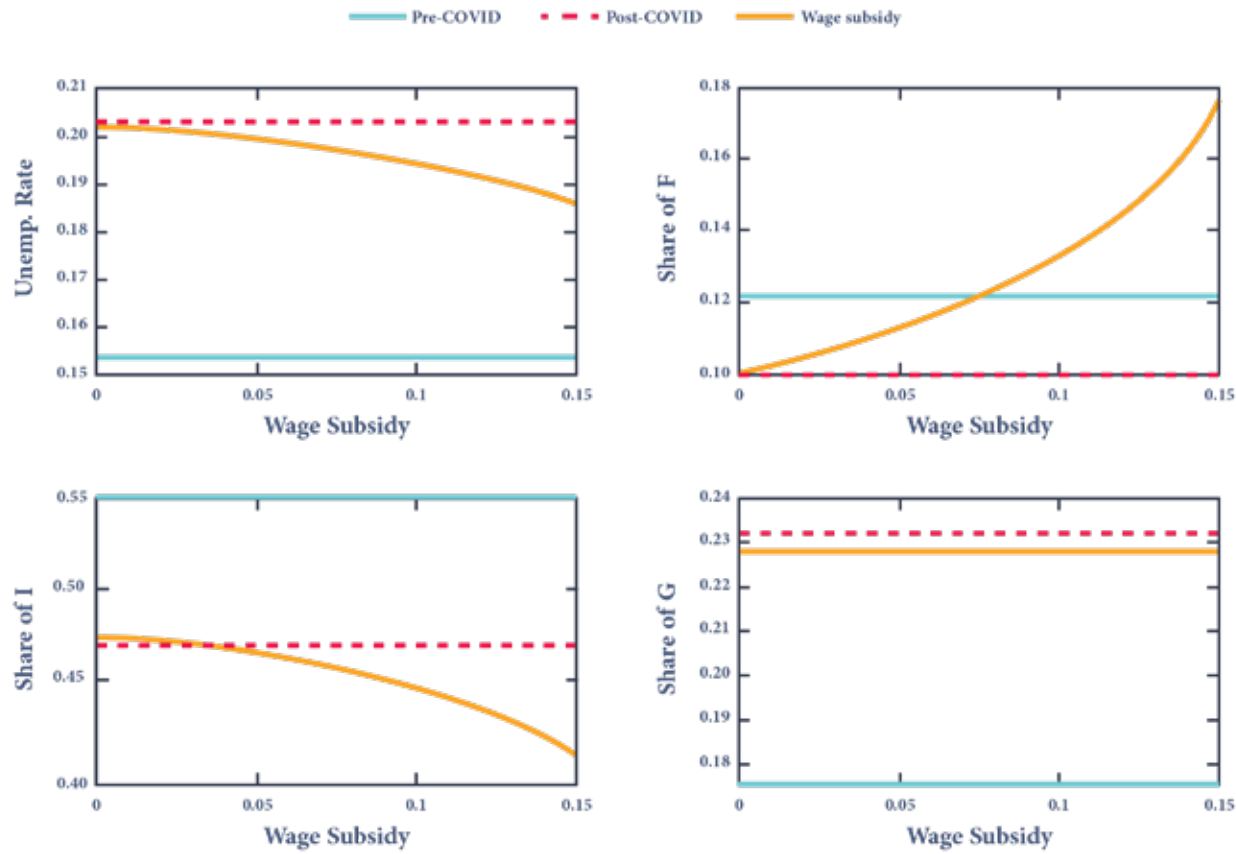 Pre-COVID Post-COVID Wage subsidy
Unemp. Rate
0.21
0.20
0.19
0.18
0.17
0.16
0.15
0 0.05 0.1 0.15
Wage Subsidy
Share of F
0.18
0.16
0.14
0.12
0.10
0 0.05 0.1 0.15
Wage Subsidy
Share of I
0.55
0.50
0.45
0.40
0 0.05 0.1 0.15
Wage Subsidy
Share of G
0.24
0.23
0.22
0.21
0.20
0.19
0.18
0 0.05 0.1 0.15
Wage Subsidy